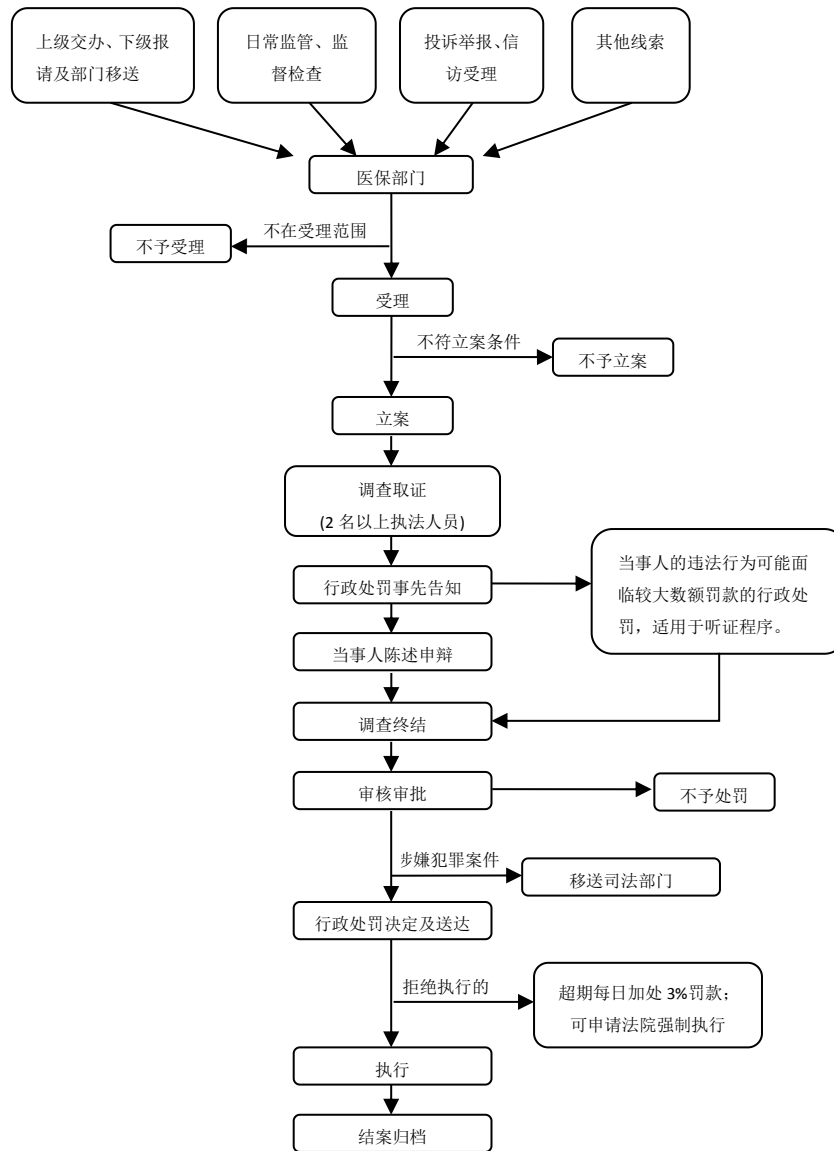 上级交办、下级报
请及部门移送
日常监管、监
督检查
投诉举报、信
访受理
其他线索
医保部门
不在受理范围
不予受理
受理
不符立案条件
不予立案
立案
调查取证
(2 名以上执法人员)
行政处罚事先告知
当事人的违法行为可能面
临较大数额罚款的行政处
罚，适用于听证程序。
当事人陈述申辩
调查终结
审核审批
不予处罚
步嫌犯罪案件
移送司法部门
行政处罚决定及送达
拒绝执行的
超期每日加处 3%罚款；
可申请法院强制执行
执行
结案归档